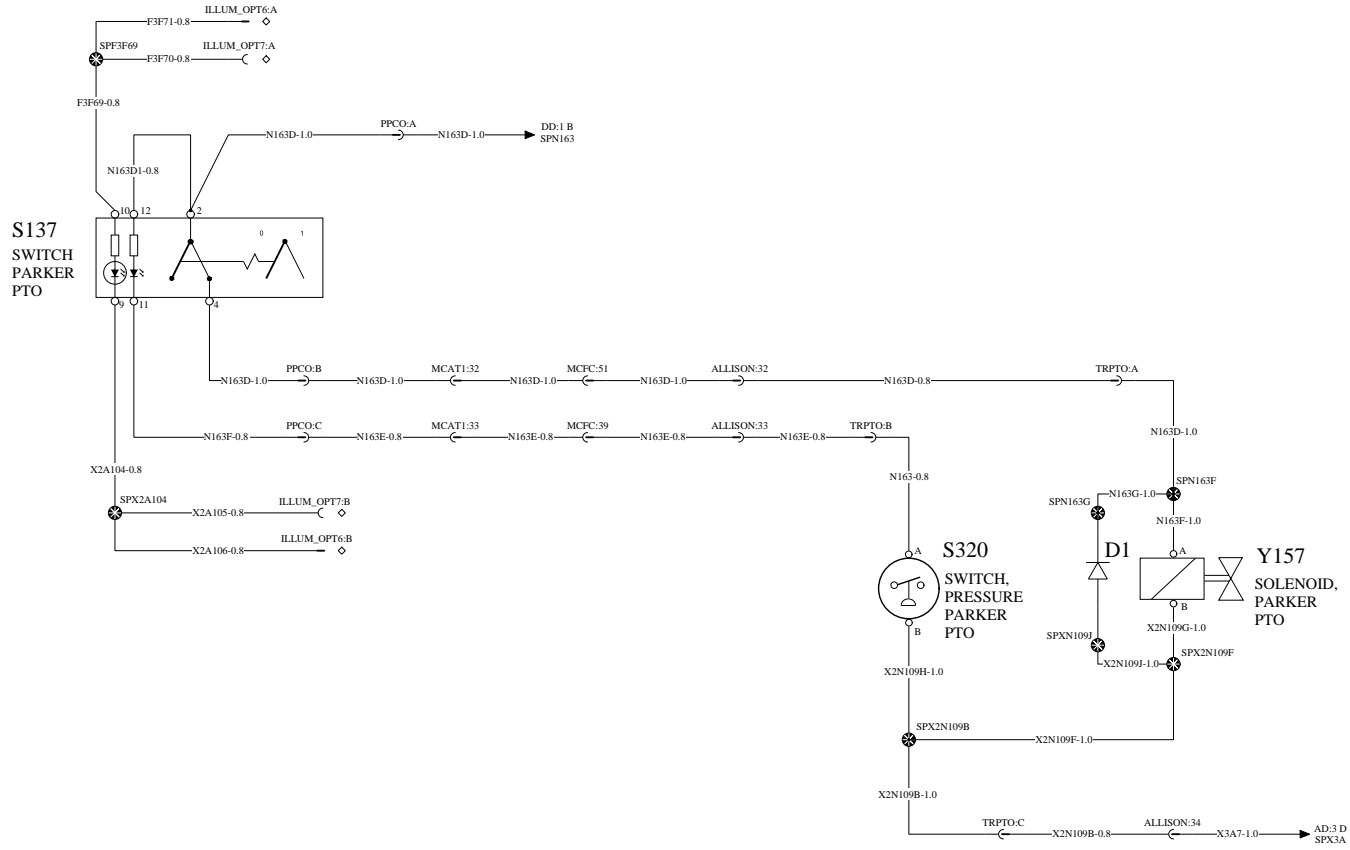 ILLUM_OPT6:A
F3F71-0.8
SPF3F69
ILLUM_OPT7:A
F3F70-0.8
F3F69-0.8
N163D-1.0
PPCO:A
N163D-1.0
DD:1 B
SPN163
N163D1-0.8
10
12
2
S137
SWITCH
PARKER
PTO
0
1
9
11
4
N163D-1.0
PPCO:B
N163D-1.0
MCAT1:32
N163D-1.0
MCFC:51
N163D-1.0
ALLISON:32
N163D-0.8
TRPTO:A
N163F-0.8
PPCO:C
N163E-0.8
MCAT1:33
N163E-0.8
MCFC:39
N163E-0.8
ALLISON:33
N163E-0.8
TRPTO:B
N163D-1.0
X2A104-0.8
N163-0.8
SPN163F
N163G-1.0
SPN163G
SPX2A104
ILLUM_OPT7:B
X2A105-0.8
N163F-1.0
ILLUM_OPT6:B
X2A106-0.8
A
S320
SWITCH,
PRESSURE
PARKER
PTO
B
D1
A
Y157
SOLENOID,
PARKER
PTO
B
X2N109G-1.0
SPXN109J
SPX2N109F
X2N109J-1.0
X2N109H-1.0
SPX2N109B
X2N109F-1.0
X2N109B-1.0
TRPTO:C
X2N109B-0.8
ALLISON:34
X3A7-1.0
AD:3 D
SPX3A